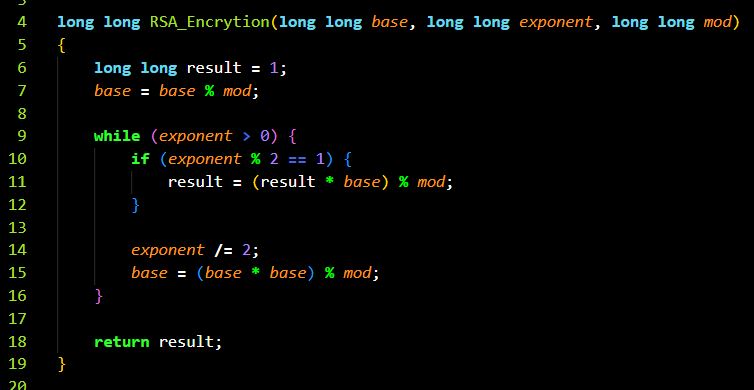 4 long long RSA_Encrytion(long long base, long long exponent, long long mod)
5 {
6 long long result = 1;
7 base = base % mod;
8
9 while (exponent > 0) {
10 if (exponent % 2 == 1) {
11 result = (result * base) % mod;
12 }
13
14 exponent /= 2;
15 base = (base * base) % mod;
16 }
17
18 return result;
19 }
20